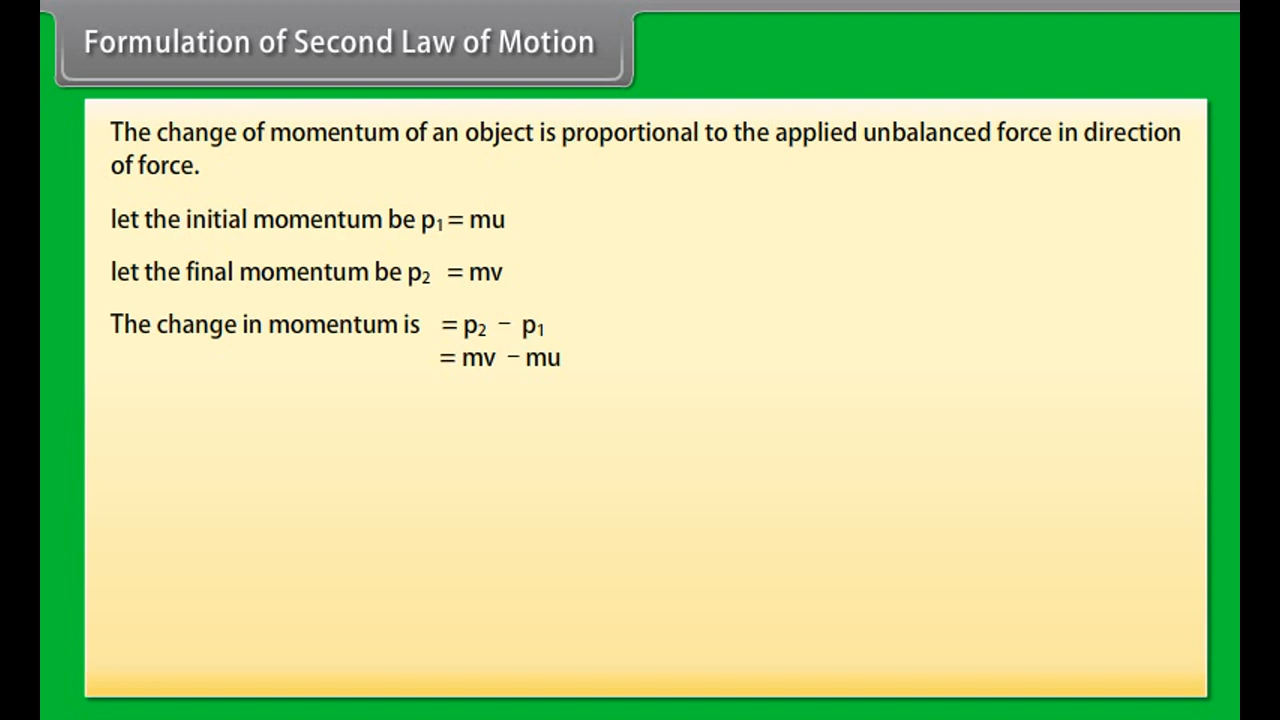 Formulation of Second Law of Motion
The change of momentum of an object is proportional to the applied unbalanced force in direction
of force.
let the initial momentum be p₁ = mu
let the final momentum be p₂ = mv
The change in momentum is = p₂ − p₁
= mv − mu